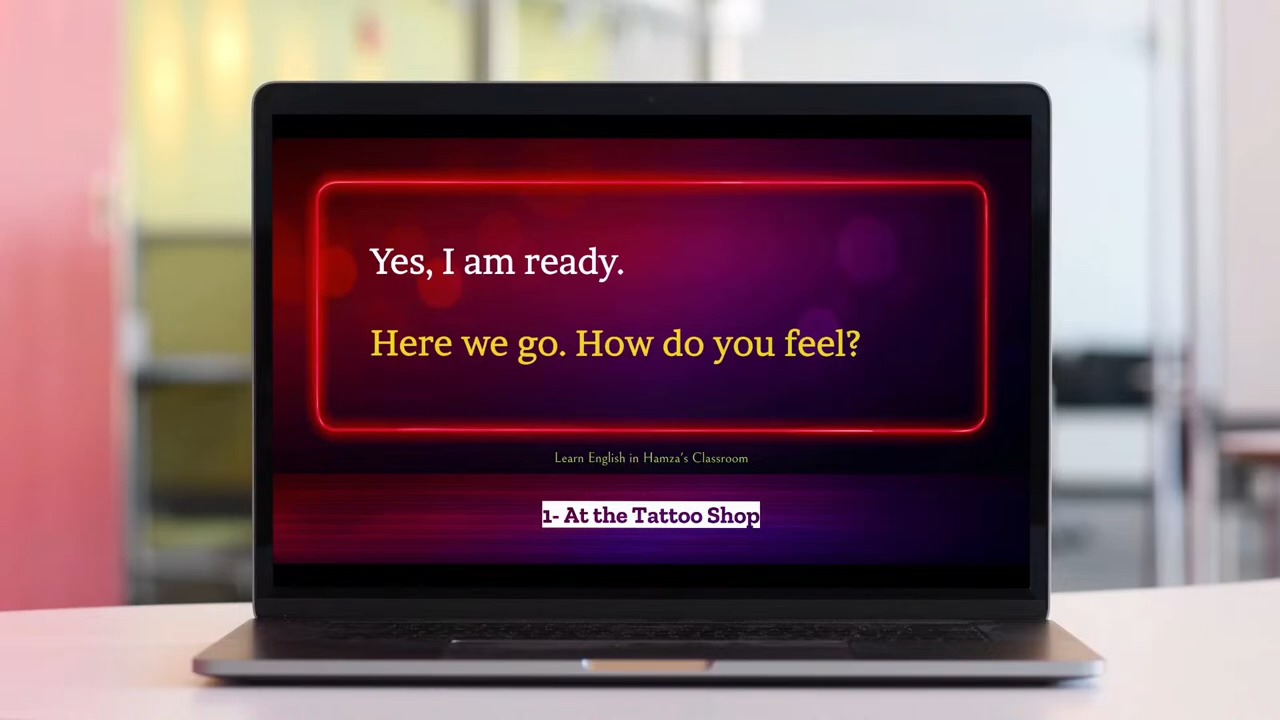 Yes, I am ready.
Here we go. How do you feel?
Learn English in Hamza's Classroom
1- At the Tattoo Shop